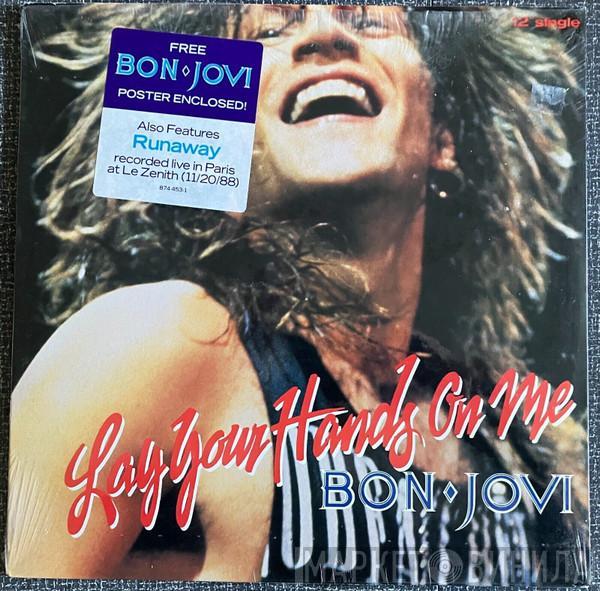 FREE
BON♦JOVI
POSTER ENCLOSED!
Also Features
Runaway
recorded live in Paris
at Le Zenith (11/20/88)
874 453-1
12 single
Lay Your Hands On Me
BON♦JOVI
МАРКЕТ ВИНИЛА